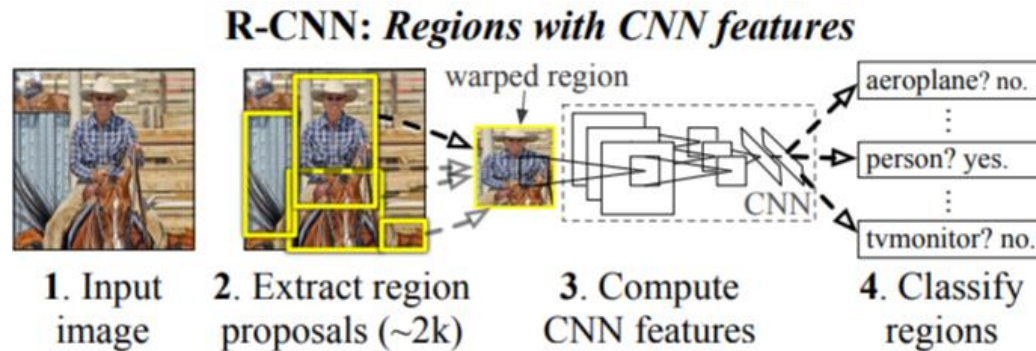 R-CNN: Regions with CNN features
warped region
aeroplane? no.
person? yes.
tvmonitor? no.
CNN
1. Input
image
2. Extract region
proposals (~2k)
3. Compute
CNN features
4. Classify
regions